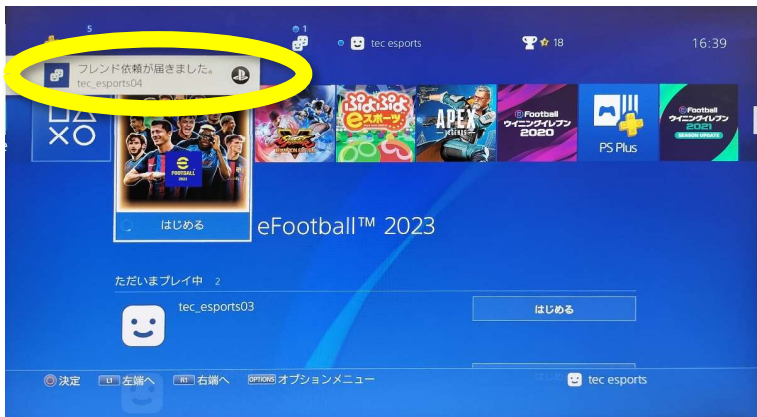 5
1
tec esports
18
16:39
フレンド依頼が届きました。
tec_esports04
ぷよぷよ
eスポーツ
APEX
LEGENDS
eFootball
ウイニングイレブン
2020
PS Plus
eFootball
ウイニングイレブン
2021
SEASON UPDATE
FOOTBALL
2023
はじめる
eFootball™ 2023
ただいまプレイ中 2
tec_esports03
はじめる
決定
L1 左端へ
R1 右端へ
OPTIONS オプションメニュー
tec esports